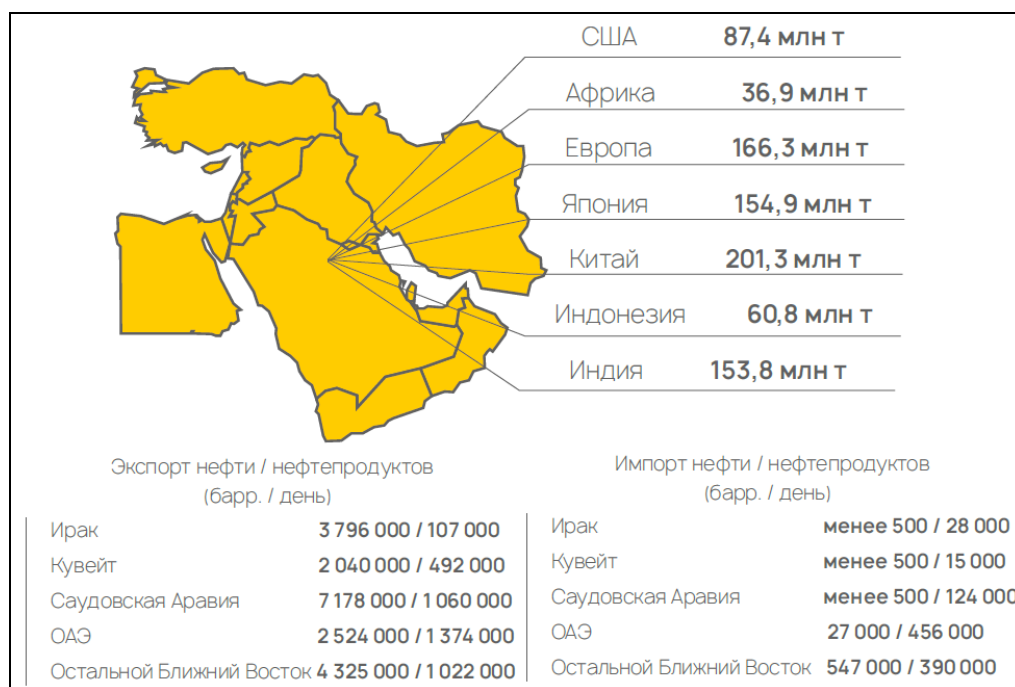 США 87,4 млн т
Африка 36,9 млн т
Европа 166,3 млн т
Япония 154,9 млн т
Китай 201,3 млн т
Индонезия 60,8 млн т
Индия 153,8 млн т
Экспорт нефти / нефтепродуктов
(барр. / день)
Ирак 3 796 000 / 107 000
Кувейт 2 040 000 / 492 000
Саудовская Аравия 7 178 000 / 1 060 000
ОАЭ 2 524 000 / 1 374 000
Остальной Ближний Восток 4 325 000 / 1 022 000
Импорт нефти / нефтепродуктов
(барр. / день)
Ирак менее 500 / 28 000
Кувейт менее 500 / 15 000
Саудовская Аравия менее 500 / 124 000
ОАЭ 27 000 / 456 000
Остальной Ближний Восток 547 000 / 390 000